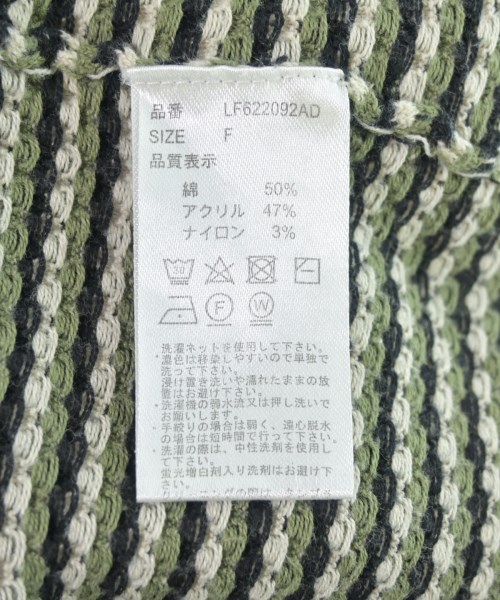 品番 LF622092AD
SIZE F
品質表示
綿 50%
アクリル 47%
ナイロン 3%
30
F W
洗濯ネットを使用して下さい。
・濃色は移染しやすいので単独で
洗って下さい。
浸け置き洗いや濡れたままの放
置はお避け下さい。
・洗濯機の弱水流又は押し洗いで
お願いします。
・手絞りの場合は弱く、遠心脱水
の場合は短時間で行って下さい。
・洗濯の際は、中性洗剤を使用し
て下さい。
蛍光増白剤入り洗剤はお避け下
さい。